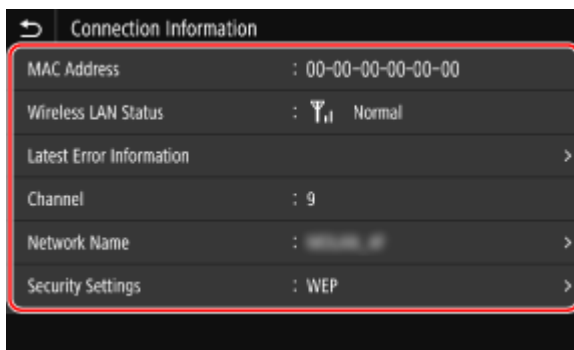 Connection Information
MAC Address : 00-00-00-00-00-00
Wireless LAN Status : Normal
Latest Error Information >
Channel : 9
Network Name : >
Security Settings : WEP >